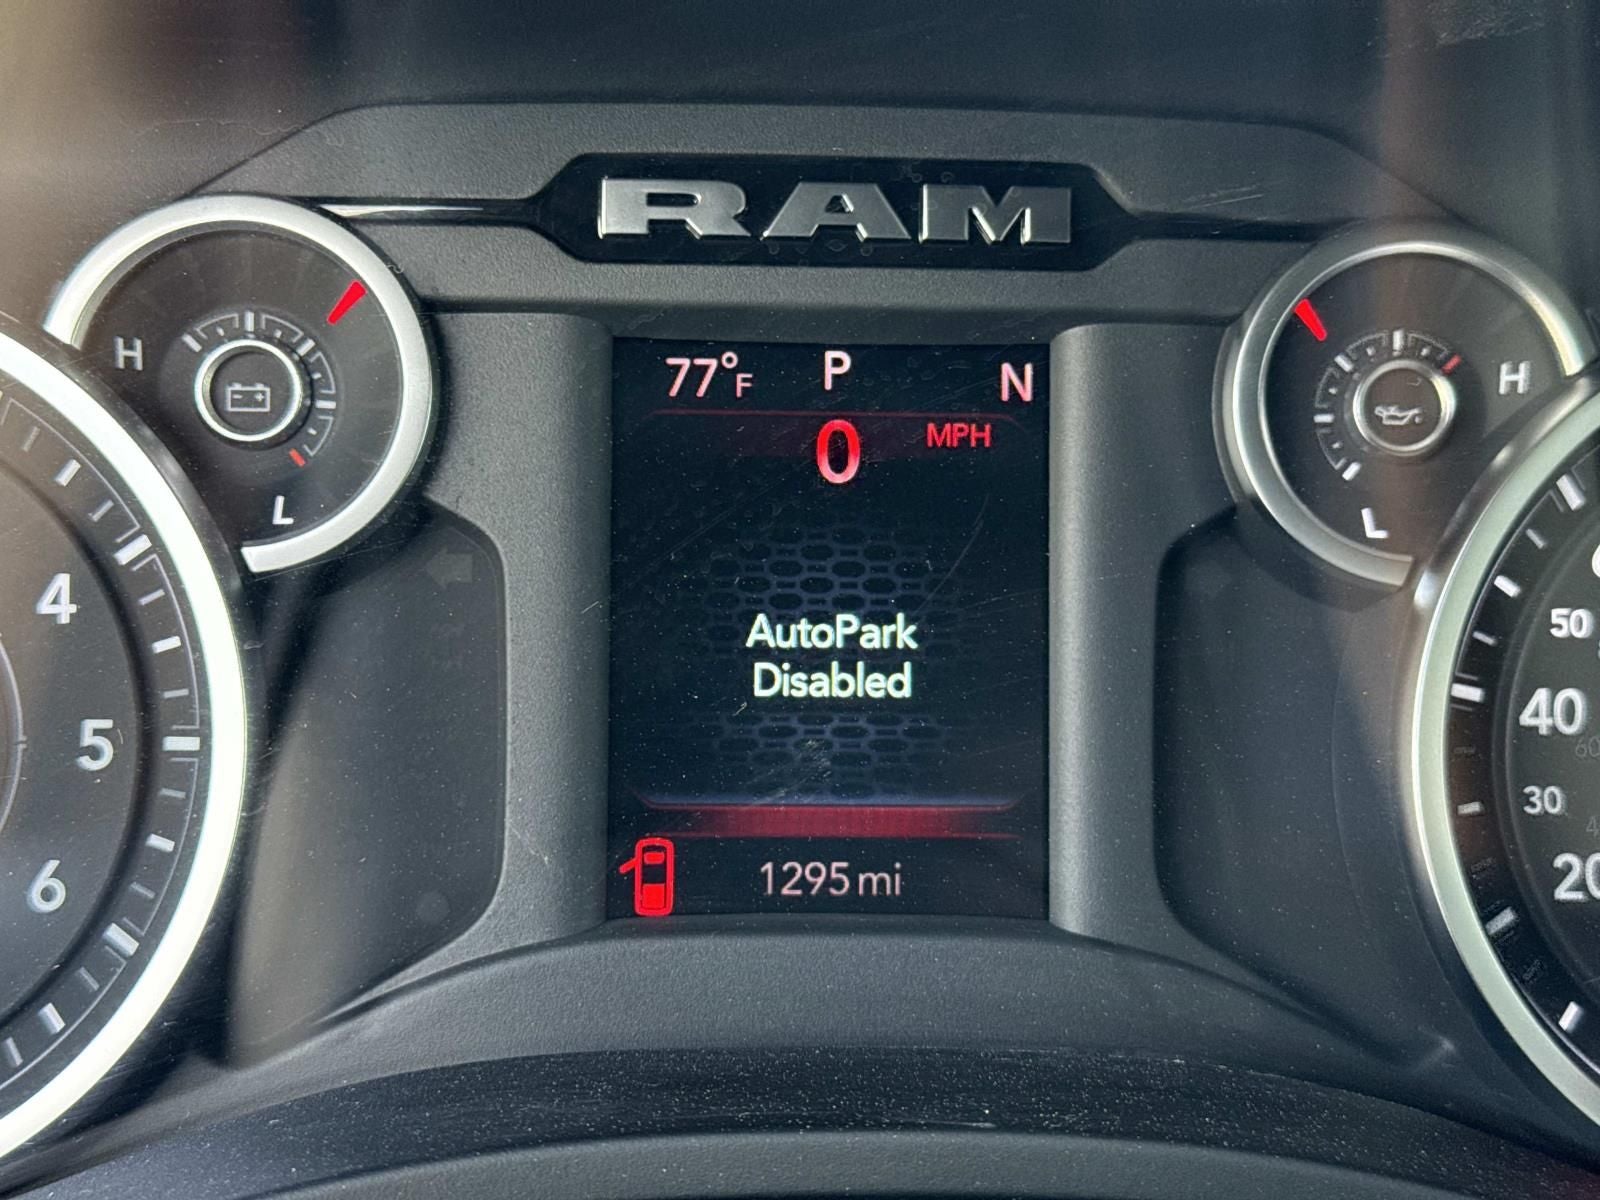 RAM
77°F P N
0 MPH
H
L
H
L
AutoPark
Disabled
1295 mi
4
5
6
50
40
30
20